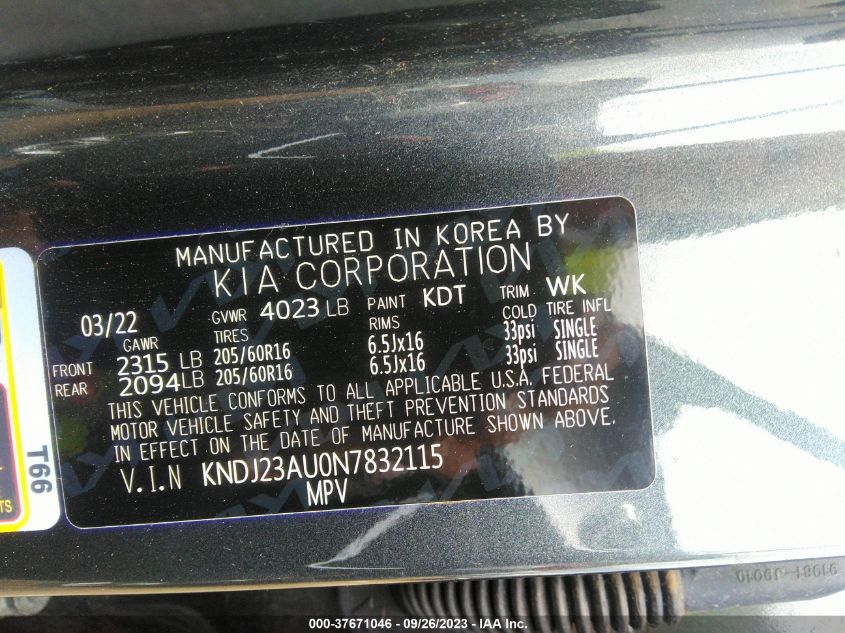 MANUFACTURED IN KOREA BY
KIA CORPORATION
03/22 GVWR 4023 LB PAINT KDT TRIM WK
GAWR TIRES RIMS COLD TIRE INFL
FRONT 2315 LB 205/60R16 6.5Jx16 33psi SINGLE
REAR 2094 LB 205/60R16 6.5Jx16 33psi SINGLE
THIS VEHICLE CONFORMS TO ALL APPLICABLE U.S.A. FEDERAL
MOTOR VEHICLE SAFETY AND THEFT PREVENTION STANDARDS
IN EFFECT ON THE DATE OF MANUFACTURE SHOWN ABOVE.
V.I.N KNDJ23AU0N7832115
MPV
T66
TS
91981-J9010
000-37671046 - 09/26/2023 - IAA Inc.